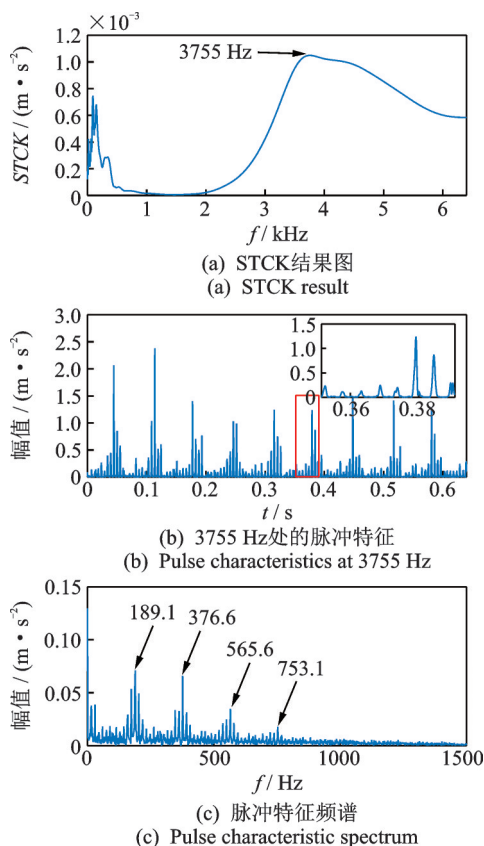 ×10⁻³
1.2
1.0
0.8
0.6
0.4
0.2
0
STCK / (m·s⁻²)
3755 Hz
0 1 2 3 4 5 6
f / kHz
(a) STCK结果图
(a) STCK result
3.0
2.5
2.0
1.5
1.0
0.5
0
幅值 / (m·s⁻²)
1.5
1.0
0.5
0
0.36 0.38
0 0.1 0.2 0.3 0.4 0.5 0.6
t / s
(b) 3755 Hz处的脉冲特征
(b) Pulse characteristics at 3755 Hz
0.15
0.10
0.05
0
幅值 / (m·s⁻²)
189.1
376.6
565.6
753.1
0 500 1000 1500
f / Hz
(c) 脉冲特征频谱
(c) Pulse characteristic spectrum